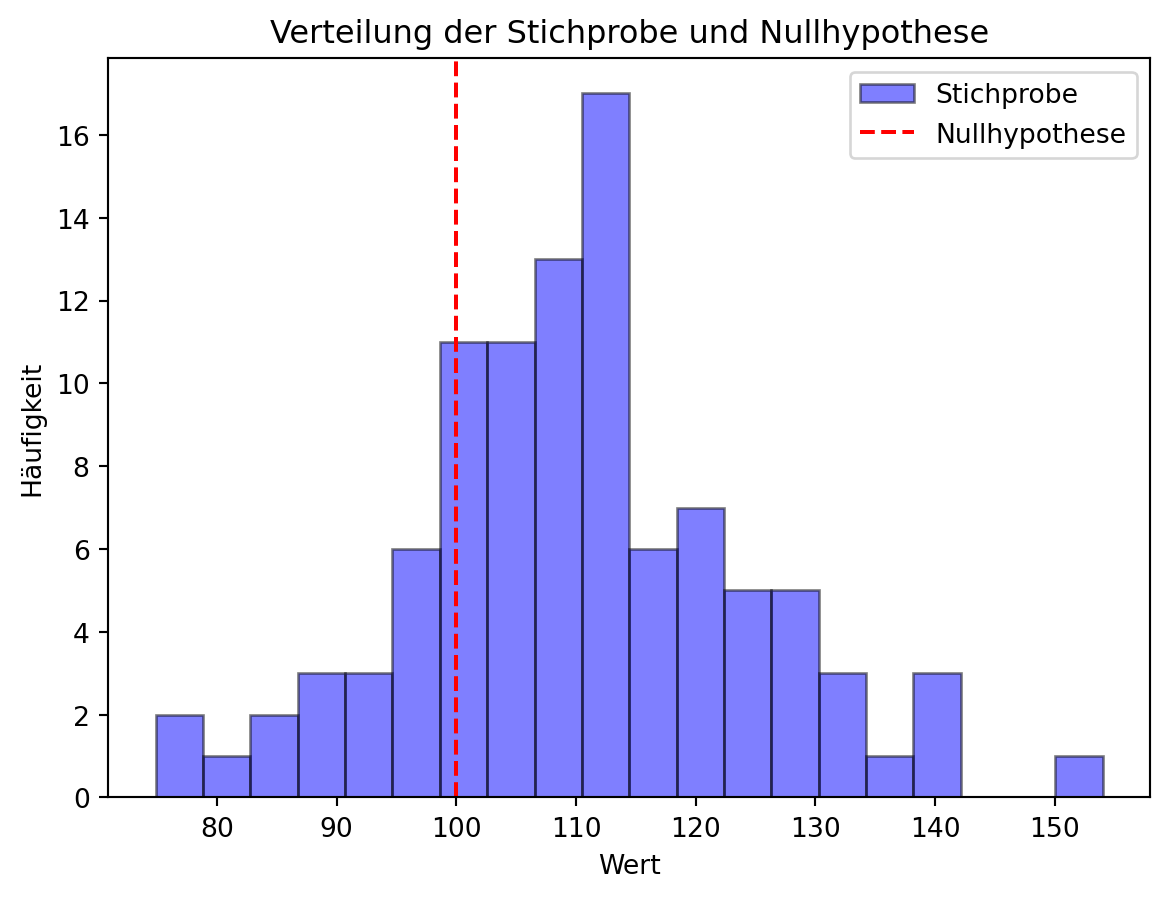 Verteilung der Stichprobe und Nullhypothese
Stichprobe
Nullhypothese
Häufigkeit
16
14
12
10
8
6
4
2
0
80 90 100 110 120 130 140 150
Wert